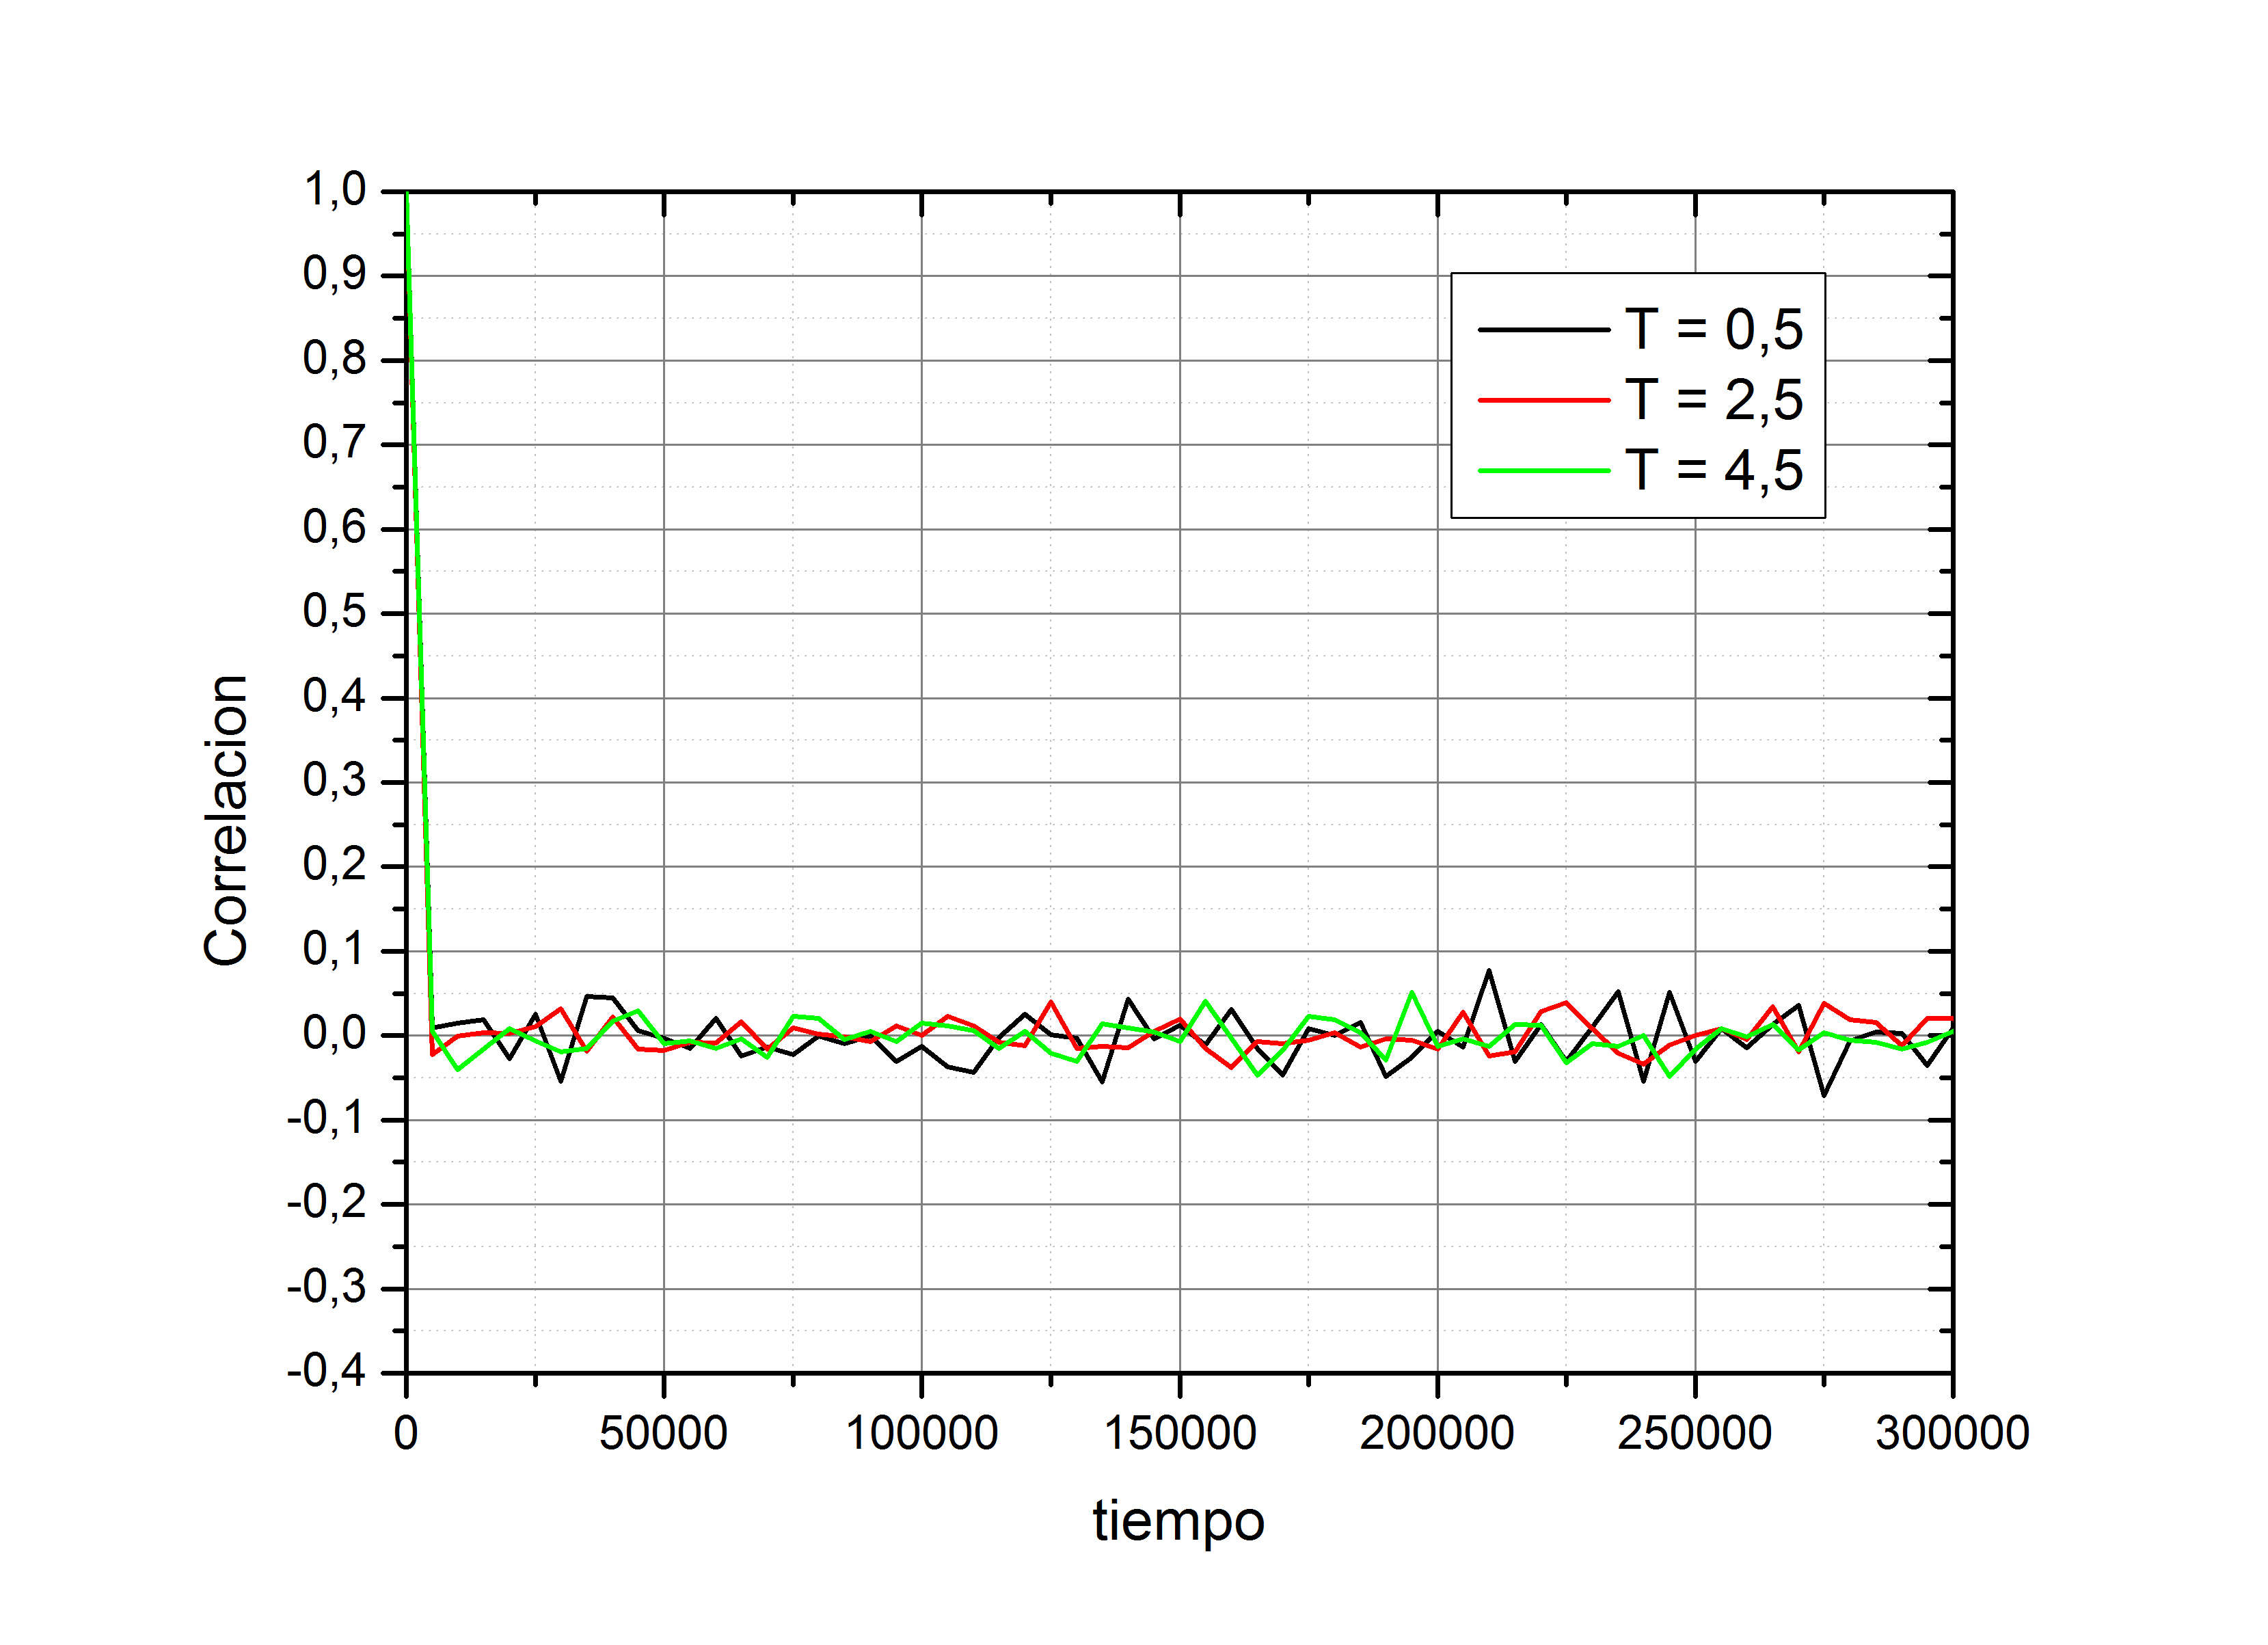 1,0
0,9
0,8
0,7
0,6
0,5
0,4
0,3
0,2
0,1
0,0
-0,1
-0,2
-0,3
-0,4
Correlacion
T = 0,5
T = 2,5
T = 4,5
0 50000 100000 150000 200000 250000 300000
tiempo